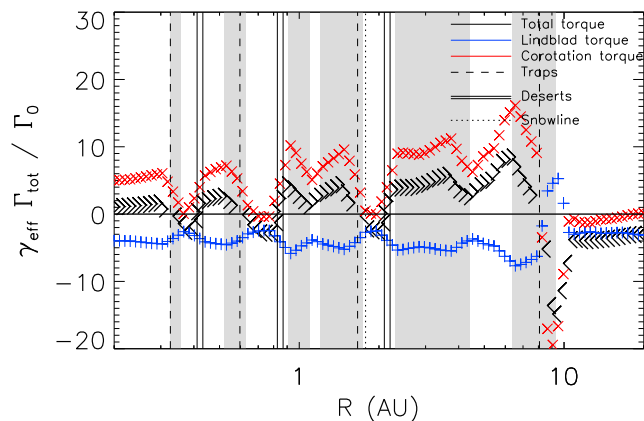 30
20
10
0
-10
-20
γeff Γtot / Γ0
Total torque
Lindblad torque
Corotation torque
Traps
Deserts
Snowline
1
10
R (AU)